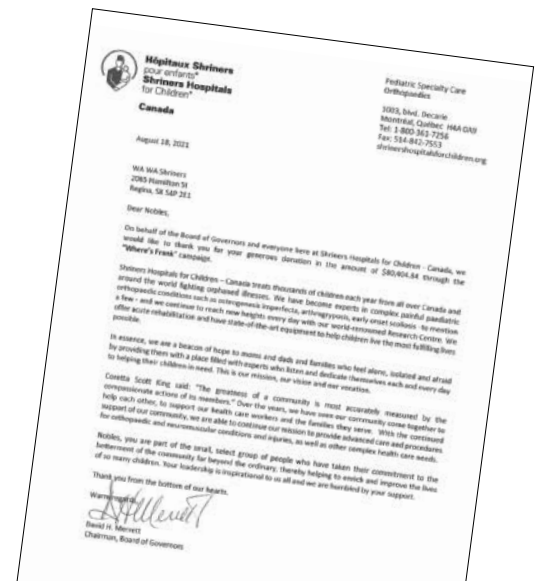 Hôpitaux Shriners
pour enfants®
Shriners Hospitals
for Children®
Canada
Pediatric Specialty Care
Orthopaedics
1003, blvd. Decarie
Montréal, Québec H4A 0A9
Tel: 1-800-361-7256
Fax: 514-842-7553
shrinershospitalsforchildren.org
August 18, 2021
WA WA Shriners
2065 Hamilton St
Regina, SK S4P 2E1
Dear Nobles,
On behalf of the Board of Governors and everyone here at Shriners Hospitals for Children - Canada, we
would like to thank you for your generous donation in the amount of $80,404.84 through the
"Where's Frank" campaign.
Shriners Hospitals for Children – Canada treats thousands of children each year from all over Canada and
around the world fighting orphaned illnesses. We have become experts in complex painful paediatric
orthopaedic conditions such as osteogenesis imperfecta, arthrogryposis, early onset scoliosis -to mention
a few - and we continue to reach new heights every day with our world-renowned Research Centre. We
offer acute rehabilitation and have state-of-the-art equipment to help children live the most fulfilling lives
possible.
In essence, we are a beacon of hope to moms and dads and families who feel alone, isolated and afraid
by providing them with a place filled with experts who listen and dedicate themselves each and every day
to helping their children in need. This is our mission, our vision and our vocation.
Coretta Scott King said: "The greatness of a community is most accurately measured by the
compassionate actions of its members." Over the years, we have seen our community come together to
help each other, to support our health care workers and the families they serve. With the continued
support of our community, we are able to continue our mission to provide advanced care and procedures
for orthopaedic and neuromuscular conditions and injuries, as well as other complex health care needs.
Nobles, you are part of the small, select group of people who have taken their commitment to the
betterment of the community far beyond the ordinary, thereby helping to enrich and improve the lives
of so many children. Your leadership is inspirational to us all and we are humbled by your support.
Thank you from the bottom of our hearts.
Warm regards,
David H. Merrett
Chairman, Board of Governors